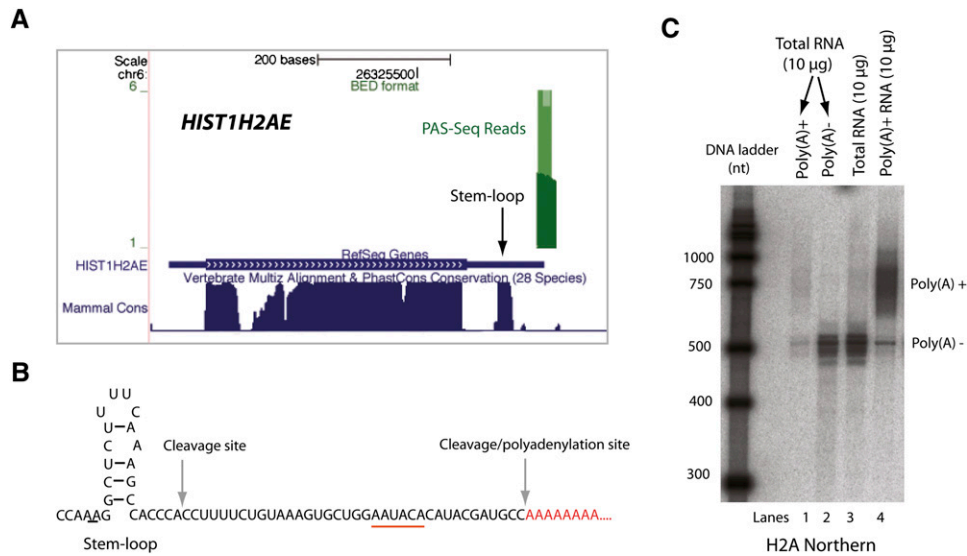 A
Scale
chr6:
6
200 bases
26325500
BED format
HIST1H2AE
PAS-Seq Reads
Stem-loop
1
RefSeq Genes
HIST1H2AE
Vertebrate Multiz Alignment & PhastCons Conservation (28 Species)
Mammal Cons
B
U U
U C
U A
U A
C A
U A
U G
C C
G
Cleavage site
Cleavage/polyadenylation site
CCAAAG CACCCACCUUUUCUGUAAAGUGCUGGAAUACACAUACGAUGCCAAAAAAAA....
Stem-loop
C
Total RNA
(10 µg)
DNA ladder
(nt)
Poly(A)+
Poly(A)-
Total RNA (10 µg)
Poly(A)+ RNA (10 µg)
1000
750
500
400
300
Poly(A) +
Poly(A) -
Lanes 1 2 3 4
H2A Northern